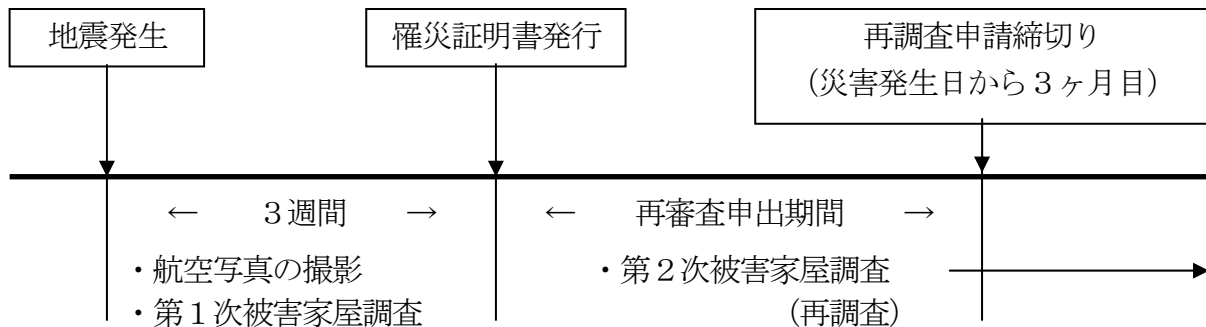 地震発生
罹災証明書発行
再調査申請締切り
(災害発生日から３ヶ月目)
← ３週間 →
← 再審査申出期間 →
・航空写真の撮影
・第１次被害家屋調査
・第２次被害家屋調査
(再調査)